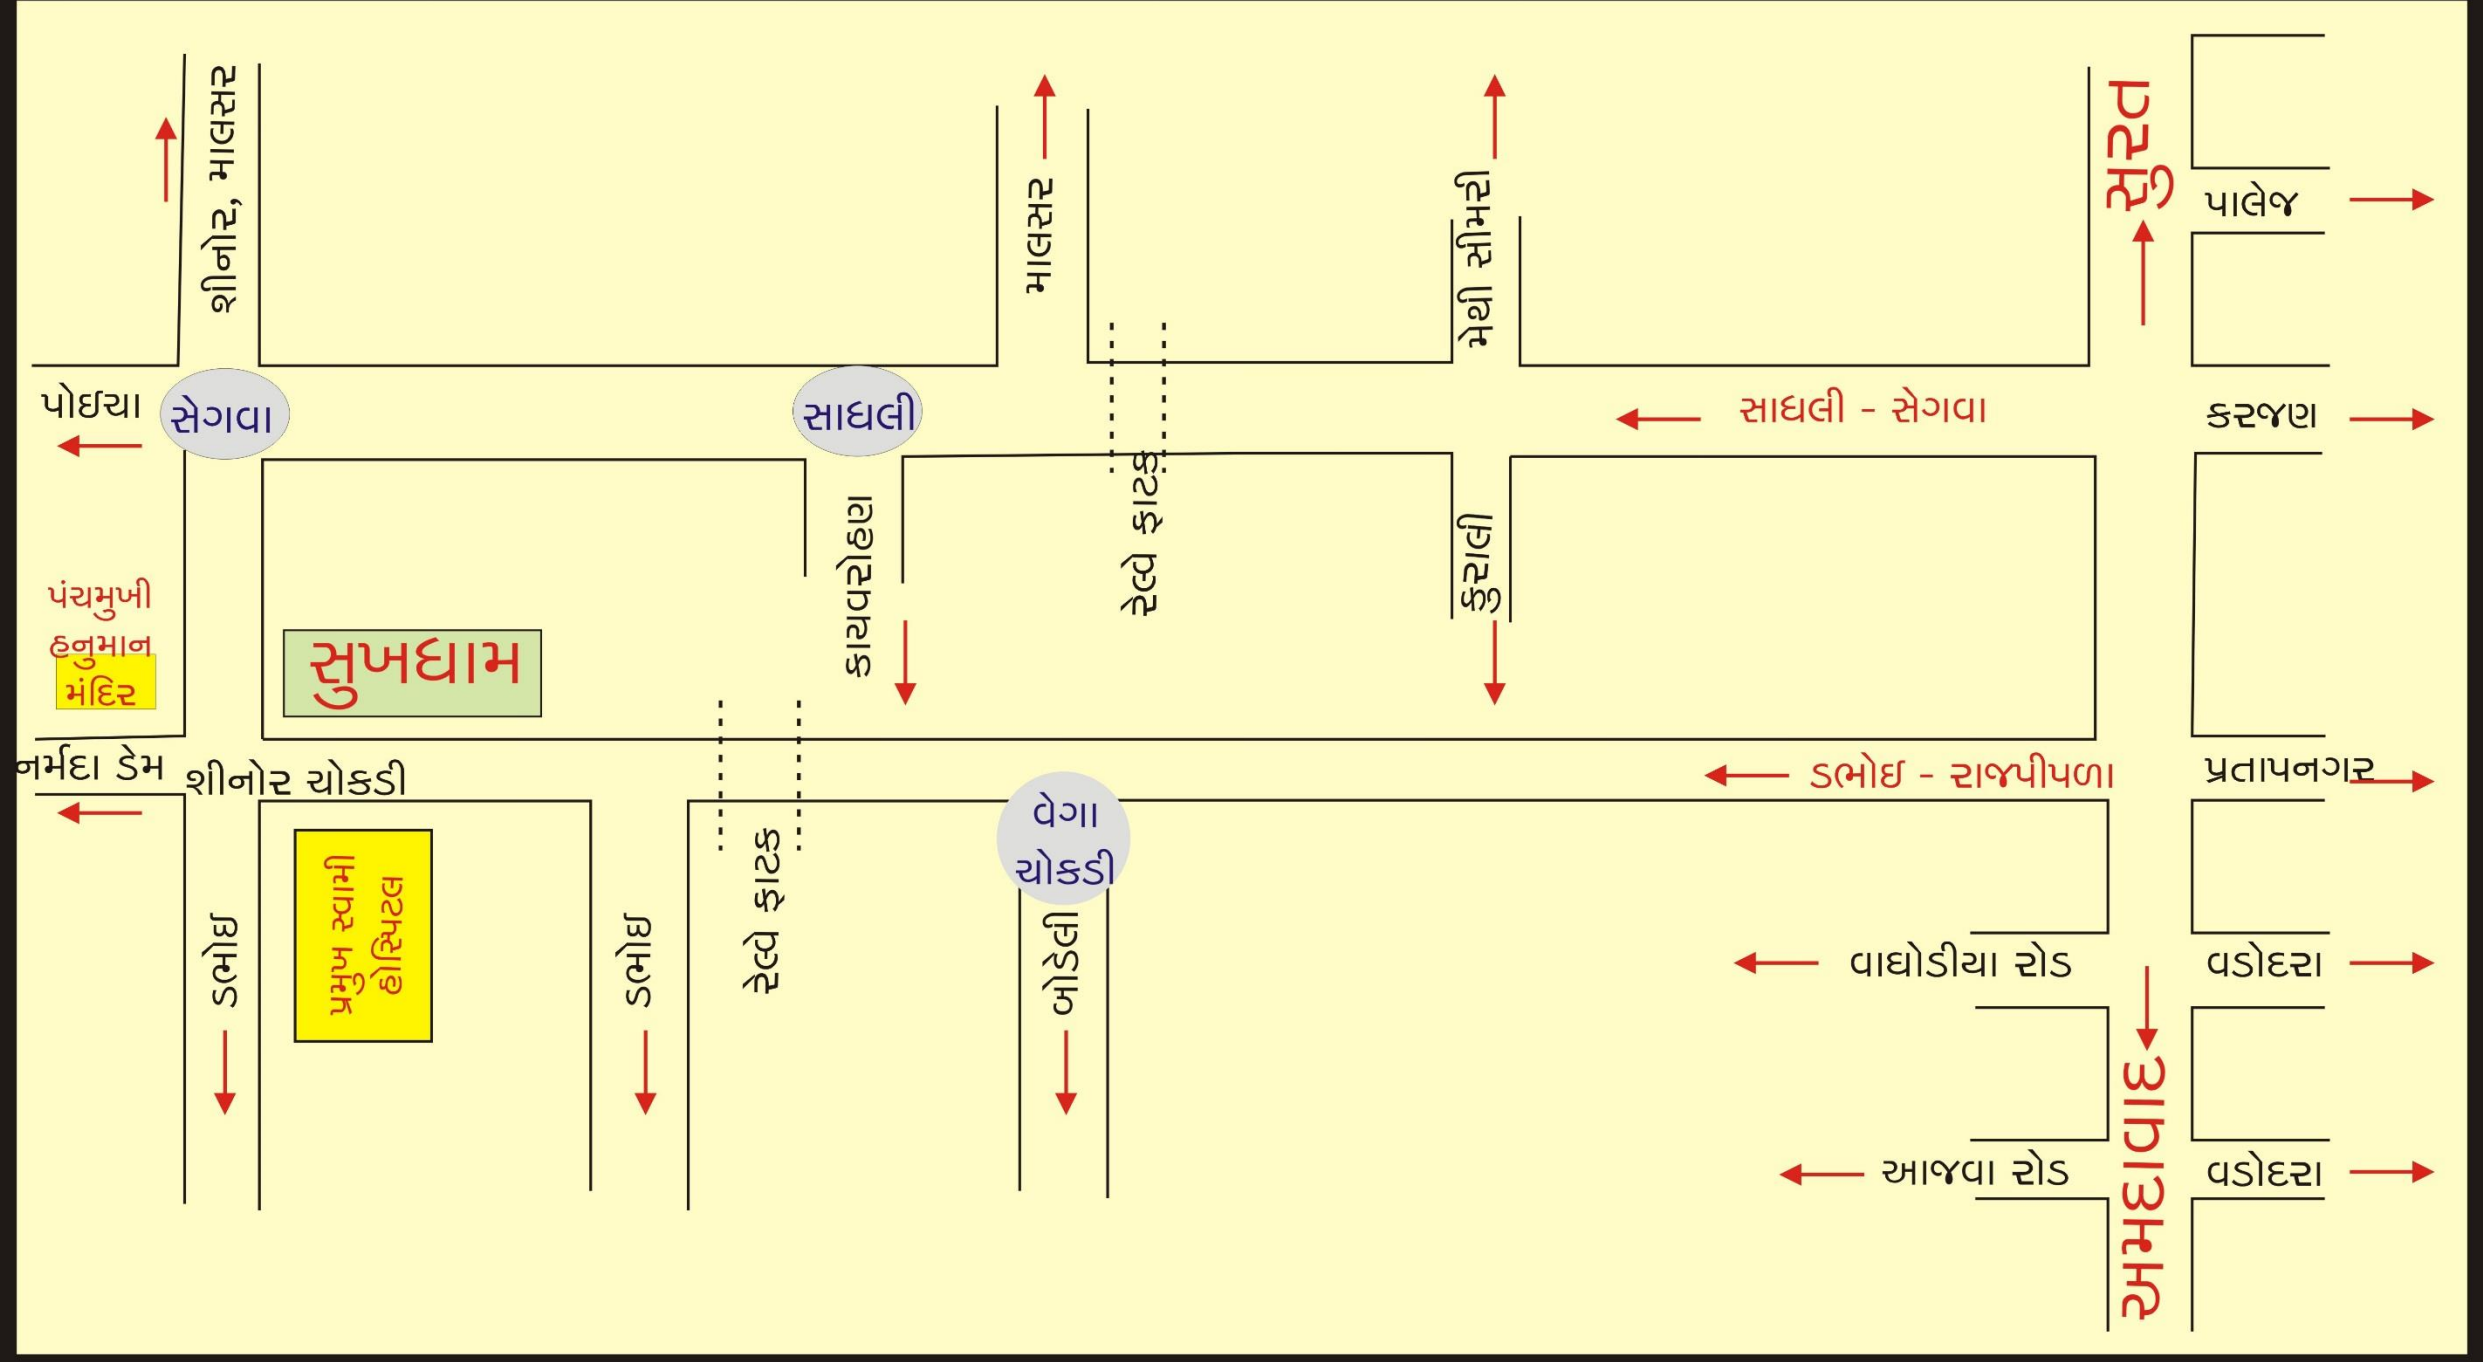 શીનોર, માલસર
માલસર
મેથી સીમરી
સુરત
પાલેજ
પોઇચા
સેગવા
સાધલી
સાધલી - સેગવા
કરજણ
કાયાવરોહણ
રેલ્વે ફાટક
કુરાલી
પંચમુખી
હનુમાન
મંદિર
સુખધામ
નર્મદા ડેમ
શીનોર ચોકડી
ડભોઇ - રાજપીપળા
પ્રતાપનગર
વેગા
ચોકડી
પ્રમુખ સ્વામી
હોસ્પિટલ
ડભોઇ
ડભોઇ
રેલ્વે ફાટક
બોડેલી
વાઘોડીયા રોડ
વડોદરા
અમદાવાદ
આજવા રોડ
વડોદરા